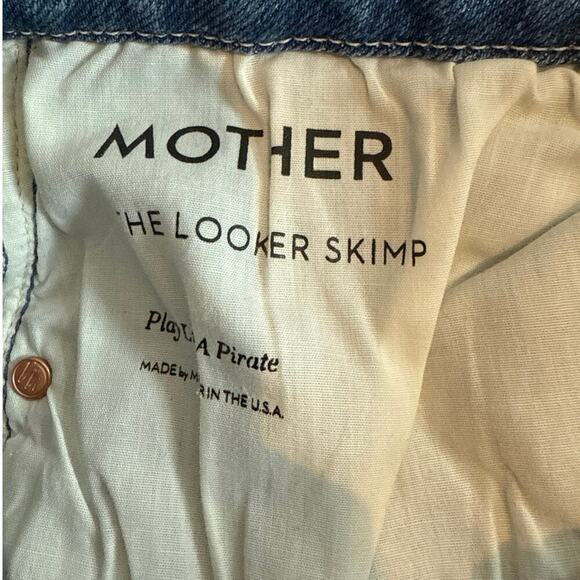 MOTHER
THE LOOKER SKIMP
Play A Pirate
MADE by
IN THE U.S.A.